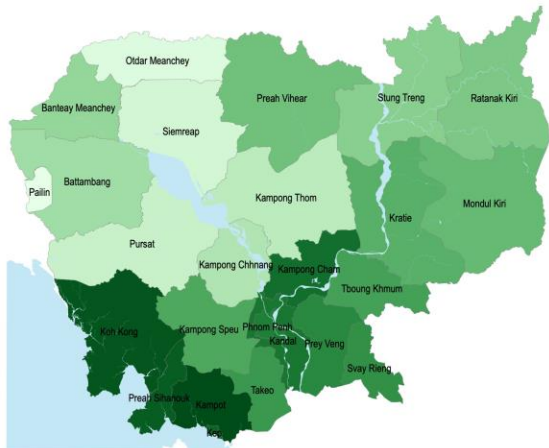 Otdar Meanchey
Preah Vihear
Stung Treng
Ratanak Kiri
Banteay Meanchey
Siemreap
Pailin
Battambang
Kampong Thom
Mondul Kiri
Kratie
Pursat
Kampong Chhnang
Kampong Cham
Tboung Khmum
Koh Kong
Kampong Speu
Phnom Penh
Kandal
Prey Veng
Svay Rieng
Takeo
Preah Sihanouk
Kampot
Kep